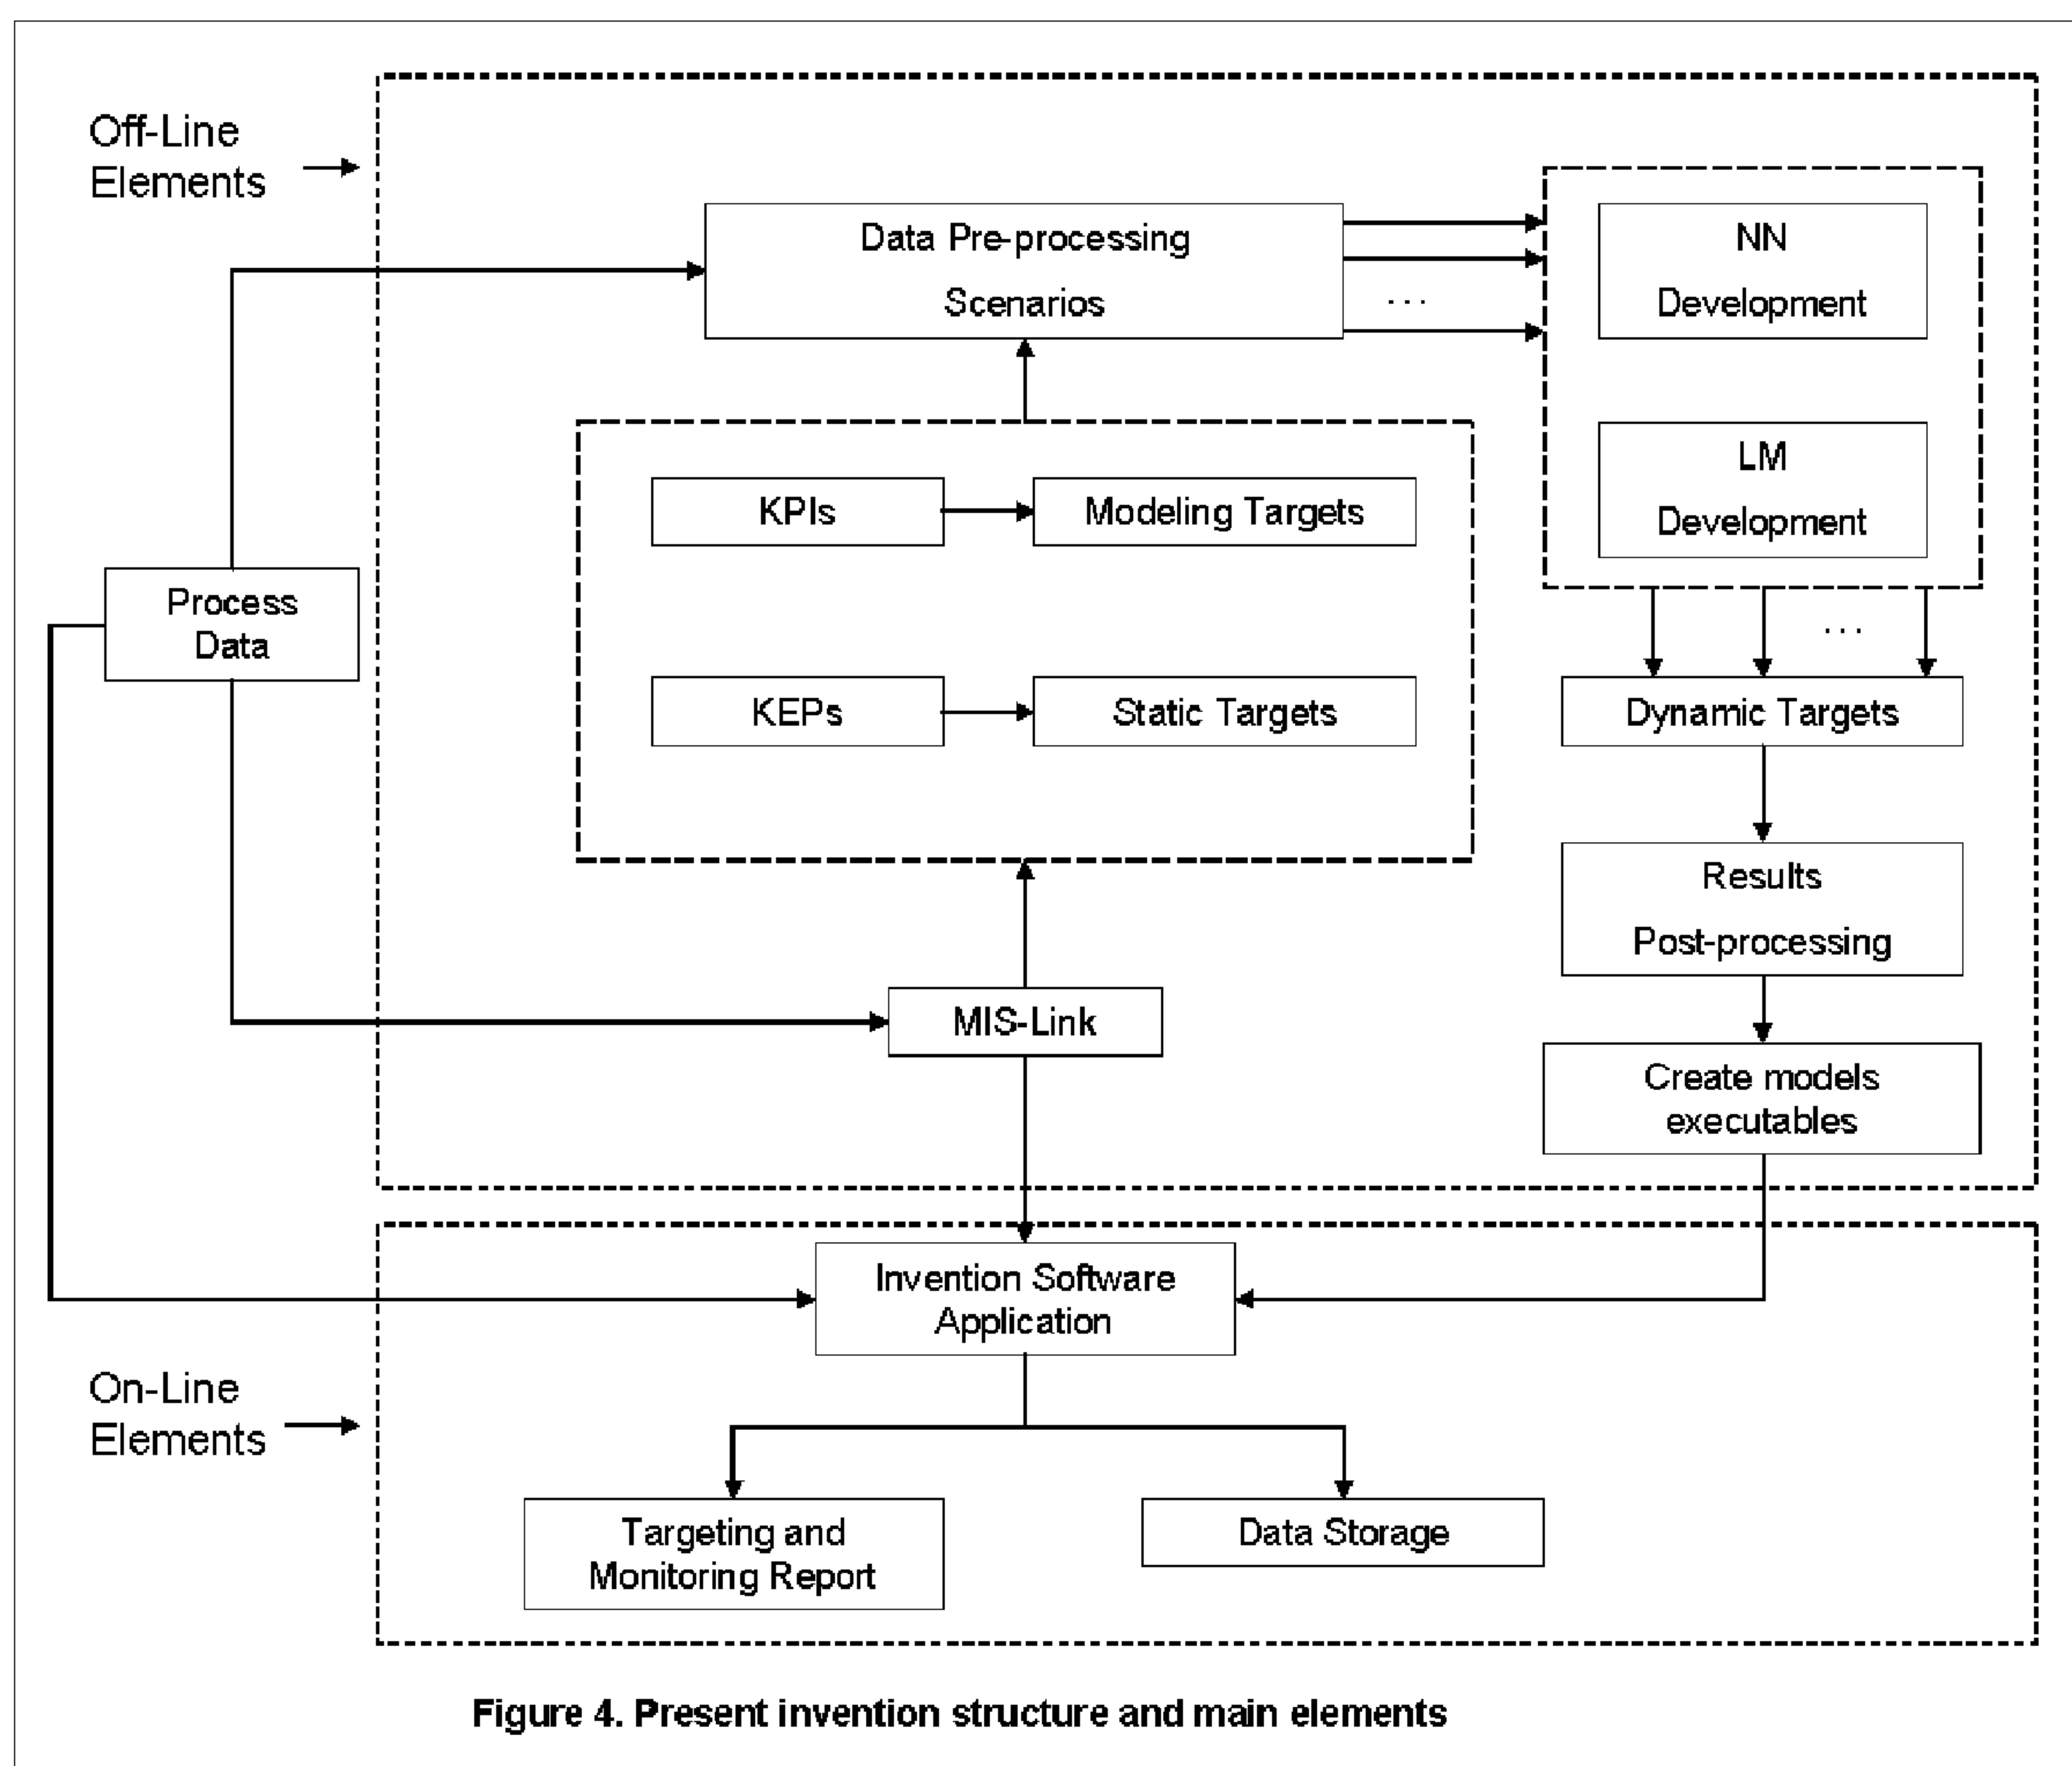 Off-Line
Elements
Data Pre-processing
Scenarios
...
NN
Development
LM
Development
KPIs
Modeling Targets
Process
Data
...
KEPs
Static Targets
Dynamic Targets
Results
Post-processing
MIS-Link
Create models
executables
Invention Software
Application
On-Line
Elements
Targeting and
Monitoring Report
Data Storage
Figure 4. Present invention structure and main elements